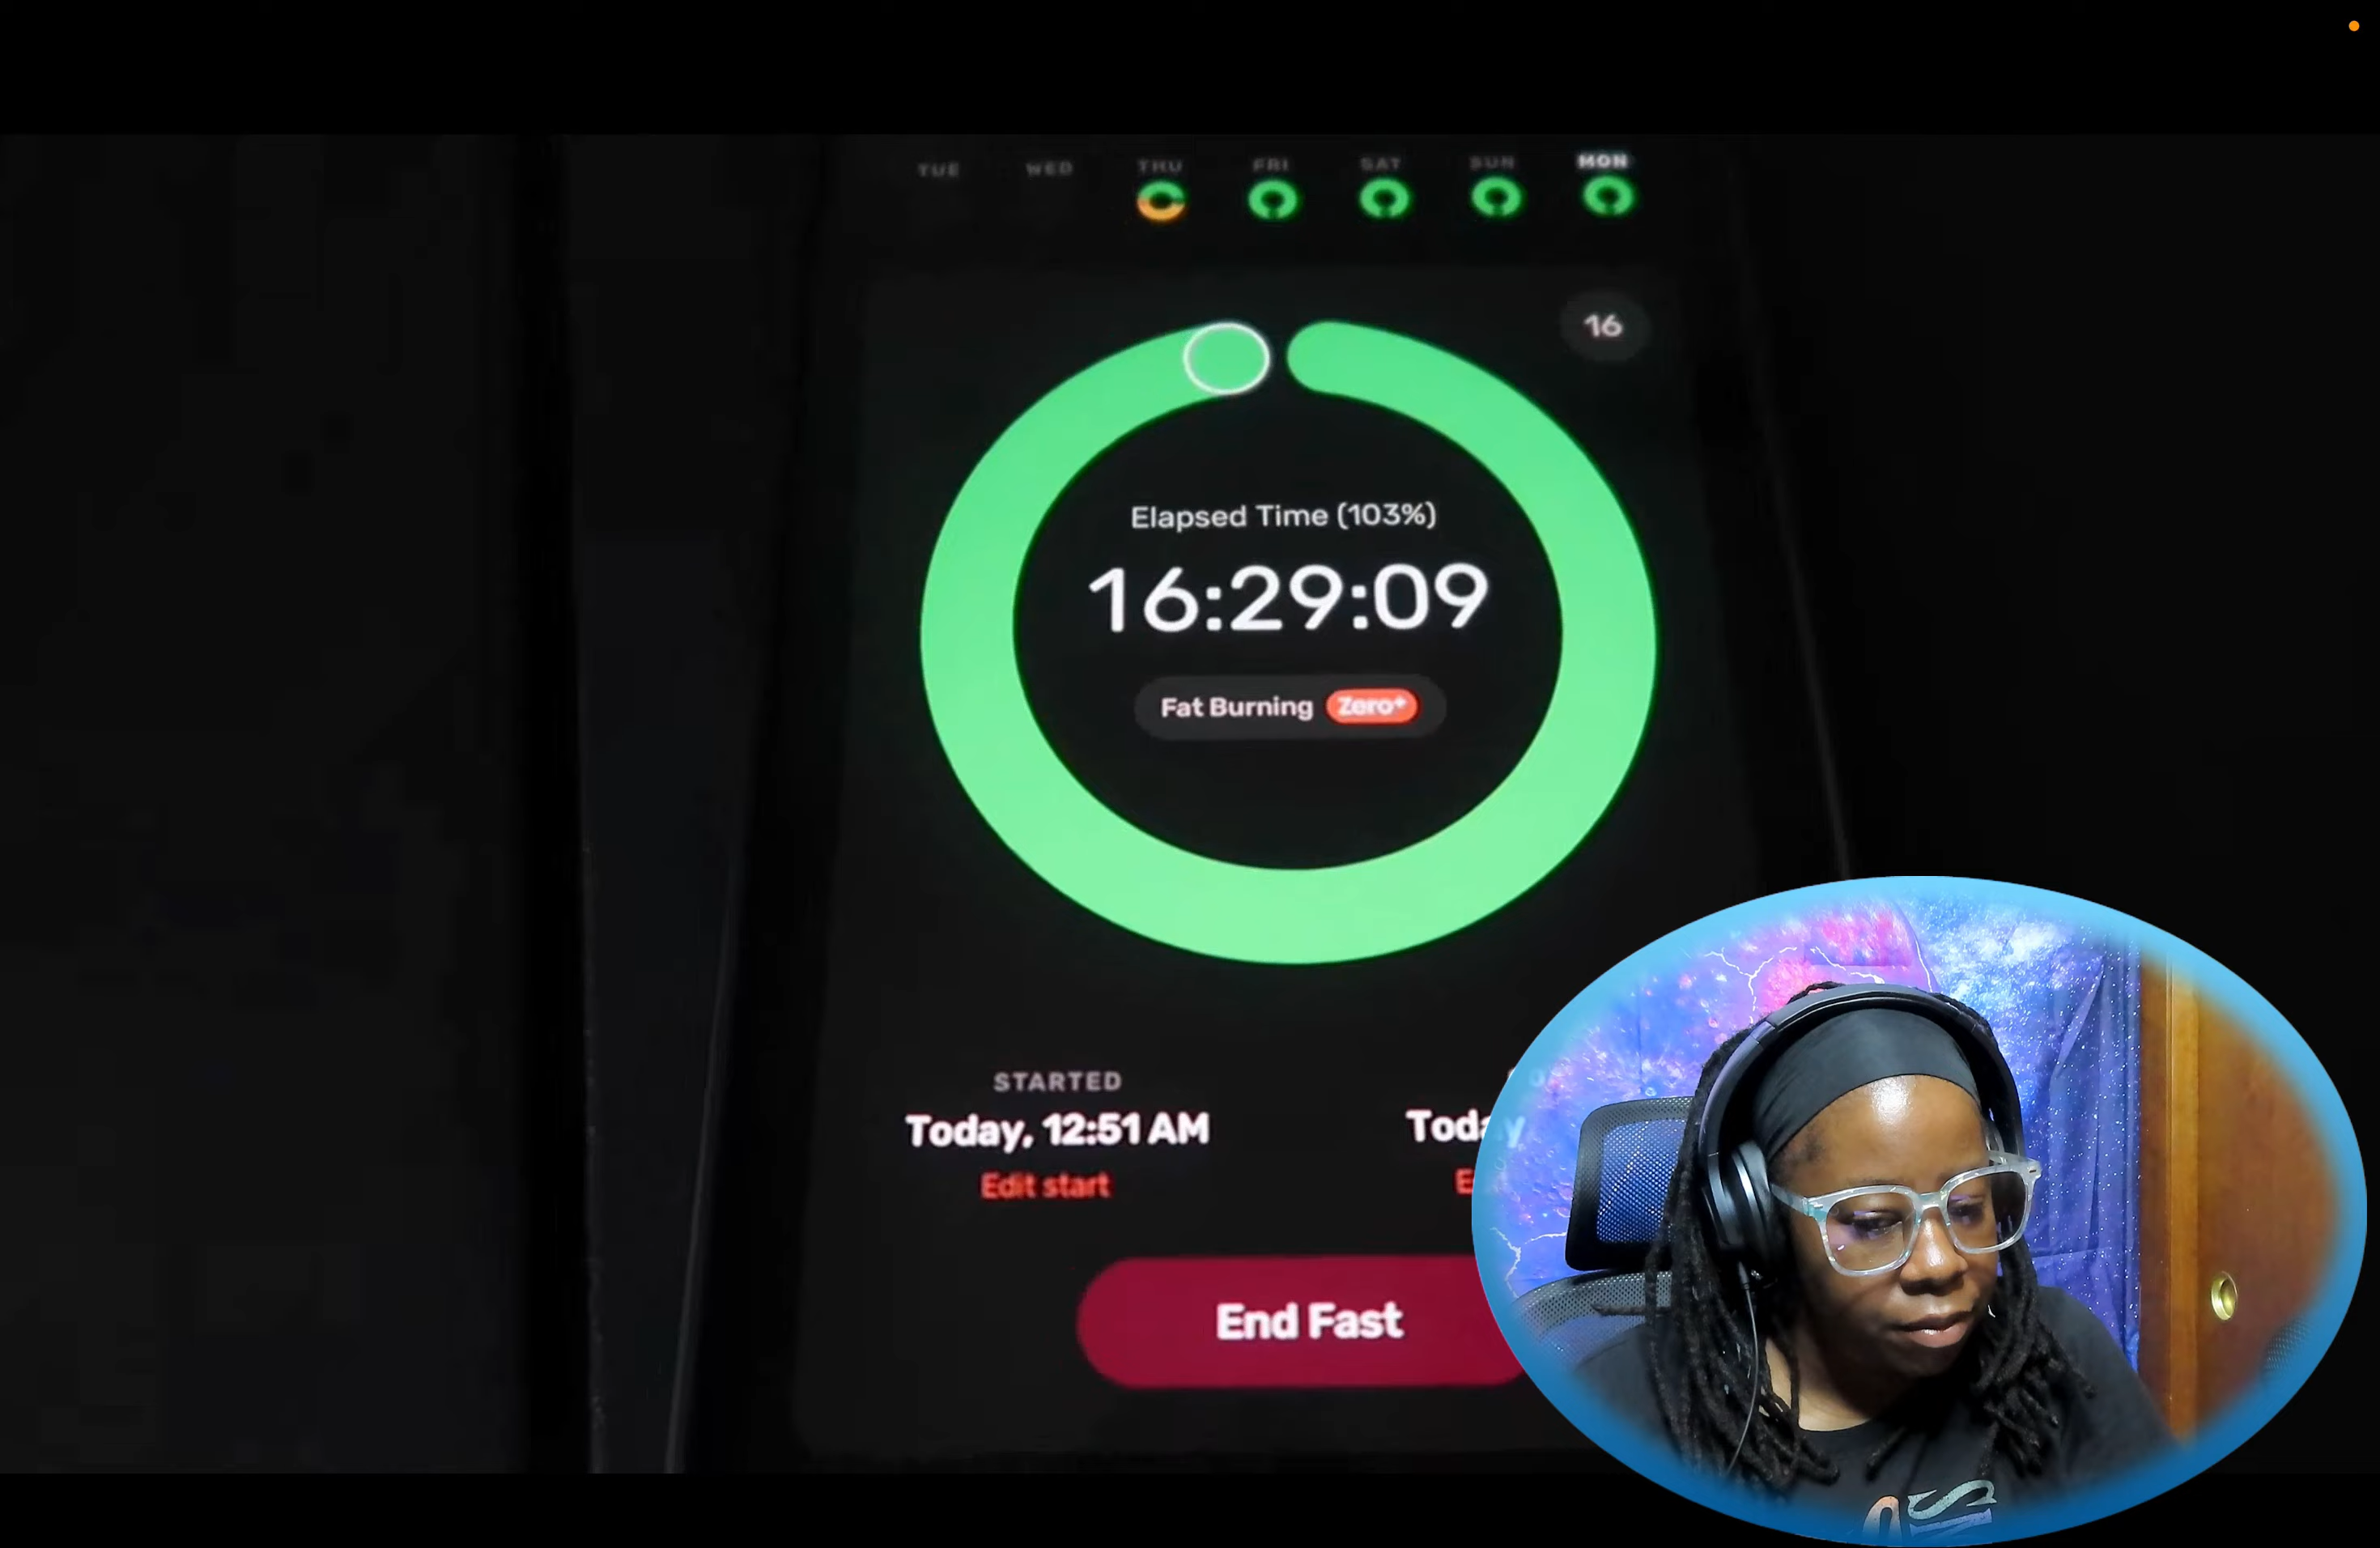 TUE WED THU FRI SAT SUN MON
16
Elapsed Time (103%)
16:29:09
Fat Burning Zero+
STARTED
Today, 12:51 AM Today
Edit start E
End Fast